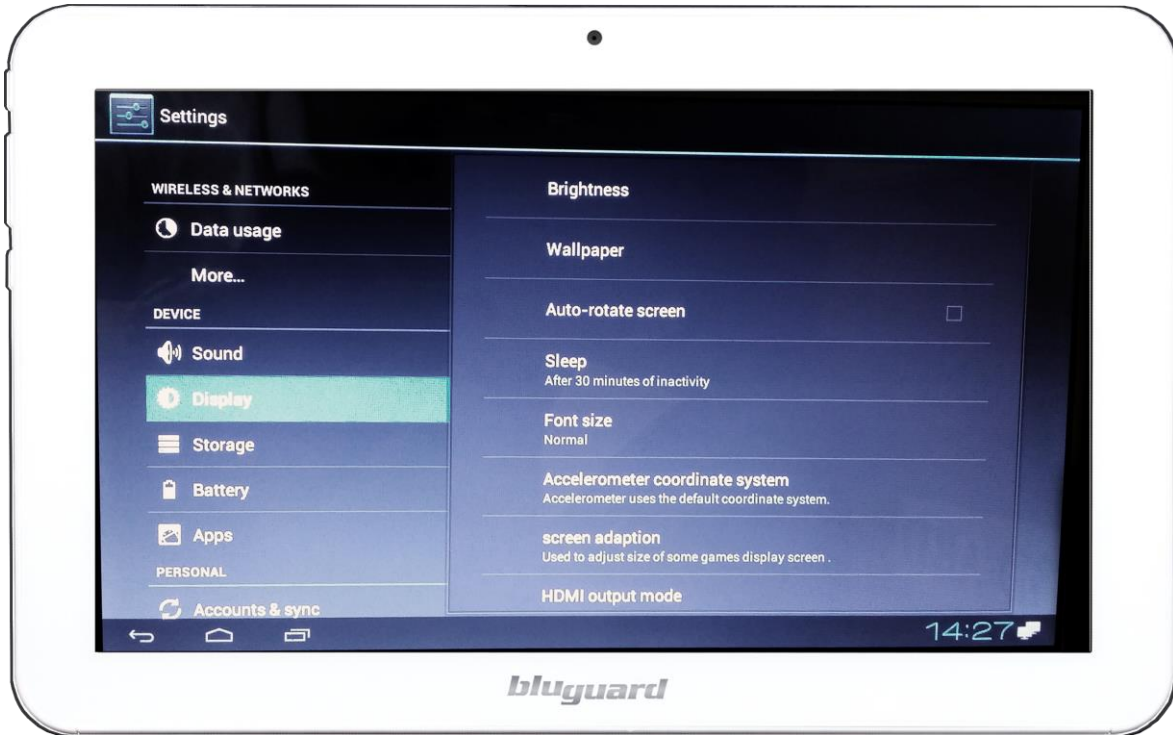 Settings
WIRELESS & NETWORKS
Data usage
More...
DEVICE
Sound
Display
Storage
Battery
Apps
PERSONAL
Accounts & sync
Brightness
Wallpaper
Auto-rotate screen
Sleep
After 30 minutes of inactivity
Font size
Normal
Accelerometer coordinate system
Accelerometer uses the default coordinate system.
screen adaption
Used to adjust size of some games display screen .
HDMI output mode
14:27
bluguard